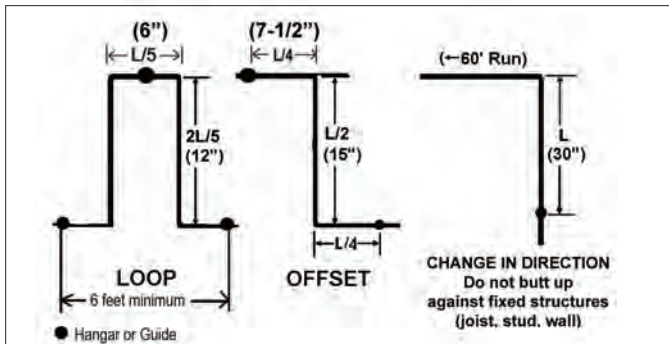 (6”)
L/5
2L/5
(12")
LOOP
6 feet minimum
Hangar or Guide
(7-1/2”)
L/4
L/2
(15")
L/4
OFFSET
(←60' Run)
L
(30")
CHANGE IN DIRECTION
Do not butt up
against fixed structures
(joist, stud, wall)